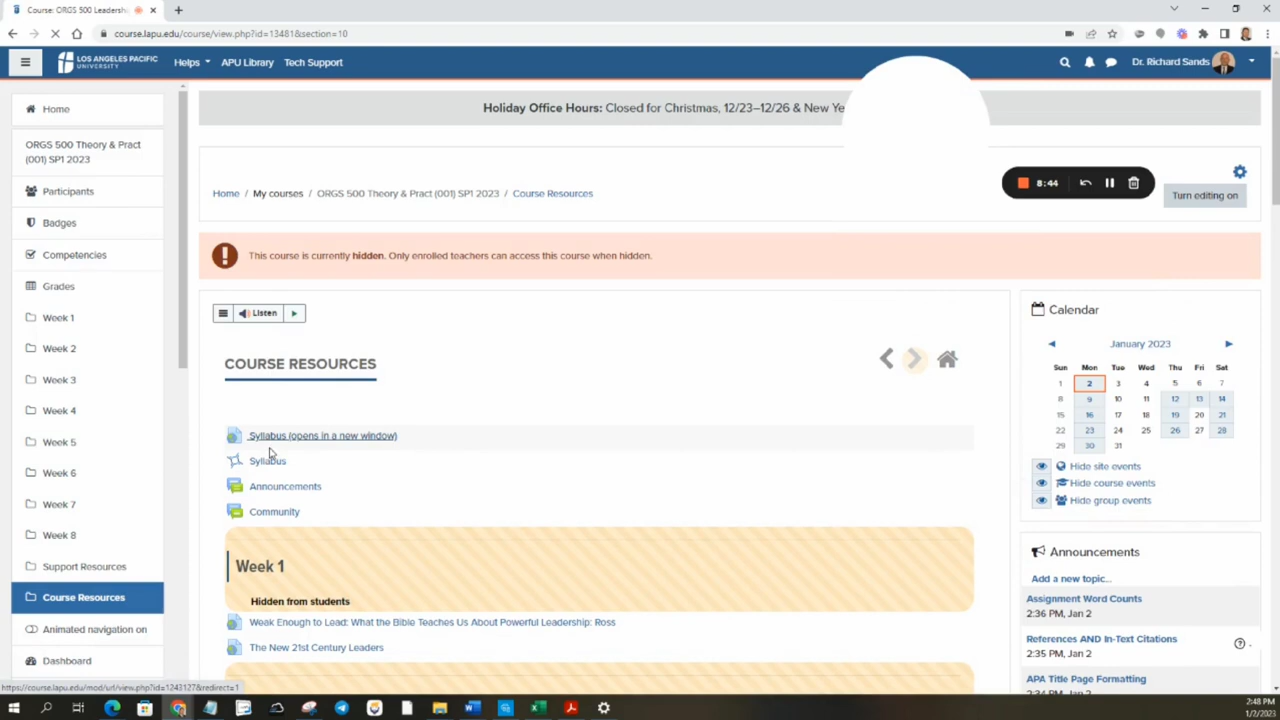 Course: ORGS 500 Leadersh
course.lapu.edu/course/view.php?id=13481&section=10
LOS ANGELES PACIFIC
UNIVERSITY
Helps
APU Library
Tech Support
Dr. Richard Sands
Holiday Office Hours: Closed for Christmas, 12/23–12/26 & New Ye
Home
ORGS 500 Theory & Pract
(001) SP1 2023
Participants
Badges
Competencies
Grades
Week 1
Week 2
Week 3
Week 4
Week 5
Week 6
Week 7
Week 8
Support Resources
Course Resources
Animated navigation on
Dashboard
Home / My courses / ORGS 500 Theory & Pract (001) SP1 2023 / Course Resources
8:44
Turn editing on
This course is currently hidden. Only enrolled teachers can access this course when hidden.
Listen
COURSE RESOURCES
Syllabus (opens in a new window)
Syllabus
Announcements
Community
Week 1
Hidden from students
Weak Enough to Lead: What the Bible Teaches Us About Powerful Leadership: Ross
The New 21st Century Leaders
Calendar
January 2023
Sun Mon Tue Wed Thu Fri Sat
1 2 3 4 5 6 7
8 9 10 11 12 13 14
15 16 17 18 19 20 21
22 23 24 25 26 27 28
29 30 31
Hide site events
Hide course events
Hide group events
Announcements
Add a new topic...
Assignment Word Counts
2:36 PM, Jan 2
References AND In-Text Citations
2:35 PM, Jan 2
APA Title Page Formatting
2:34 PM, Jan 2
https://course.lapu.edu/mod/url/view.php?id=1243127&redirect=1
2:48 PM
1/2/2023